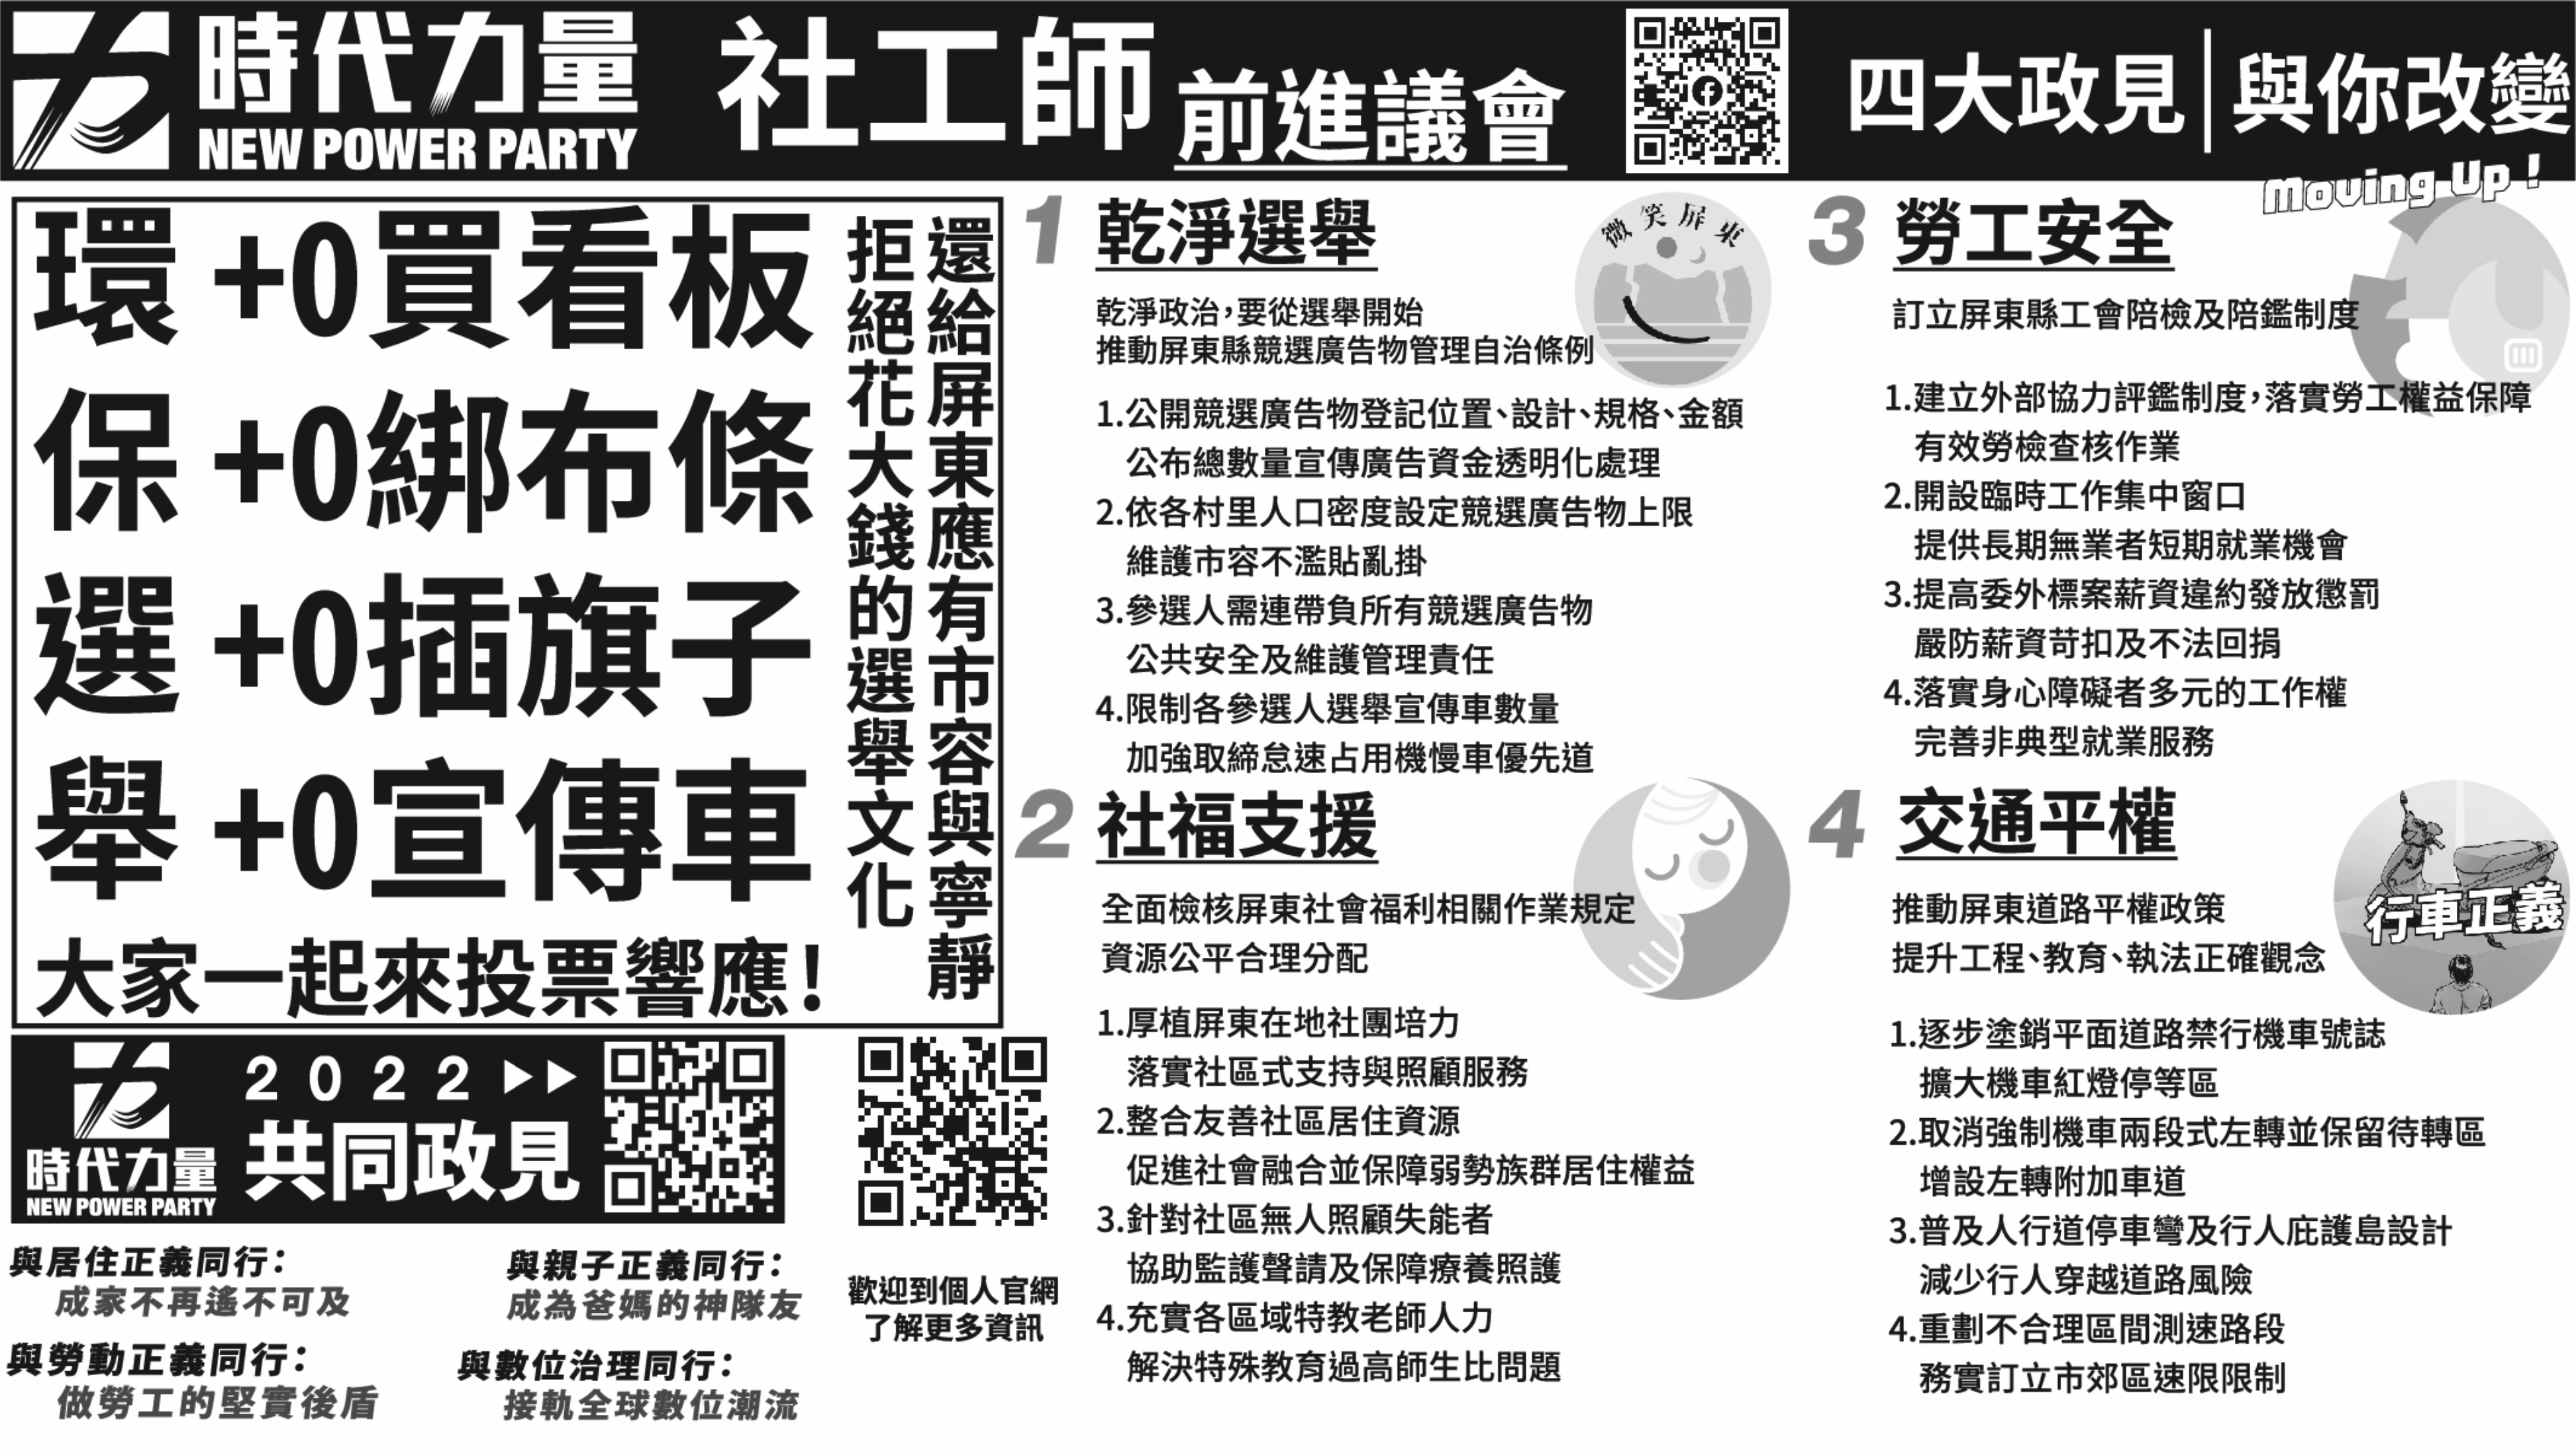 時代力量
NEW POWER PARTY
社工師
前進議會
四大政見
與你改變
Moving Up !
環 +0買看板
保 +0綁布條
選 +0插旗子
舉 +0宣傳車
大家一起來投票響應！
還給屏東應有市容與寧靜
拒絕花大錢的選舉文化
時代力量
NEW POWER PARTY
2022
共同政見
與居住正義同行：
成家不再遙不可及
與親子正義同行：
成為爸媽的神隊友
與勞動正義同行：
做勞工的堅實後盾
與數位治理同行：
接軌全球數位潮流
歡迎到個人官網
了解更多資訊
1 乾淨選舉
微笑屏東
乾淨政治，要從選舉開始
推動屏東縣競選廣告物管理自治條例
1.公開競選廣告物登記位置、設計、規格、金額
公布總數量宣傳廣告資金透明化處理
2.依各村里人口密度設定競選廣告物上限
維護市容不濫貼亂掛
3.參選人需連帶負所有競選廣告物
公共安全及維護管理責任
4.限制各參選人選舉宣傳車數量
加強取締怠速占用機慢車優先道
2 社福支援
全面檢核屏東社會福利相關作業規定
資源公平合理分配
1.厚植屏東在地社團培力
落實社區式支持與照顧服務
2.整合友善社區居住資源
促進社會融合並保障弱勢族群居住權益
3.針對社區無人照顧失能者
協助監護聲請及保障療養照護
4.充實各區域特教老師人力
解決特殊教育過高師生比問題
3 勞工安全
訂立屏東縣工會陪檢及陪鑑制度
1.建立外部協力評鑑制度，落實勞工權益保障
有效勞檢查核作業
2.開設臨時工作集中窗口
提供長期無業者短期就業機會
3.提高委外標案薪資違約發放懲罰
嚴防薪資苛扣及不法回捐
4.落實身心障礙者多元的工作權
完善非典型就業服務
4 交通平權
行車正義
推動屏東道路平權政策
提升工程、教育、執法正確觀念
1.逐步塗銷平面道路禁行機車號誌
擴大機車紅燈停等區
2.取消強制機車兩段式左轉並保留待轉區
增設左轉附加車道
3.普及人行道停車彎及行人庇護島設計
減少行人穿越道路風險
4.重劃不合理區間測速路段
務實訂立市郊區速限限制